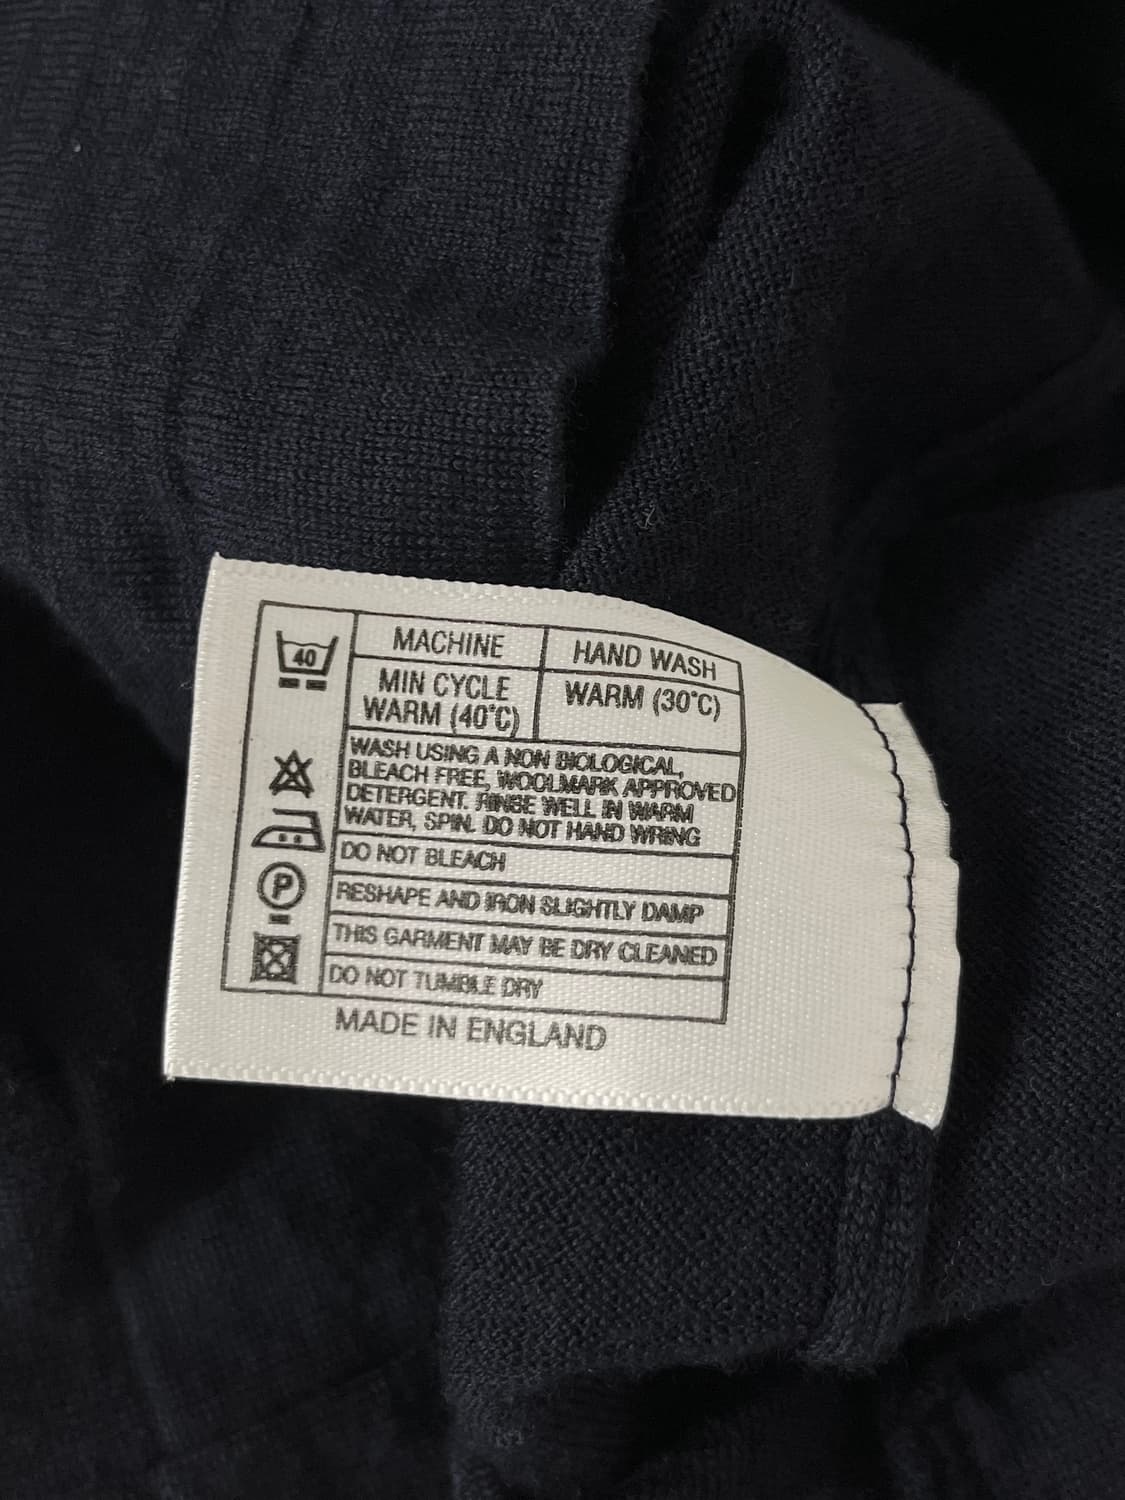 40
MACHINE
HAND WASH
MIN CYCLE
WARM (40°C)
WARM (30°C)
WASH USING A NON BIOLOGICAL,
BLEACH FREE, WOOLMARK APPROVED
DETERGENT. RINSE WELL IN WARM
WATER, SPIN. DO NOT HAND WRING
DO NOT BLEACH
RESHAPE AND IRON SLIGHTLY DAMP
P
THIS GARMENT MAY BE DRY CLEANED
DO NOT TUMBLE DRY
MADE IN ENGLAND